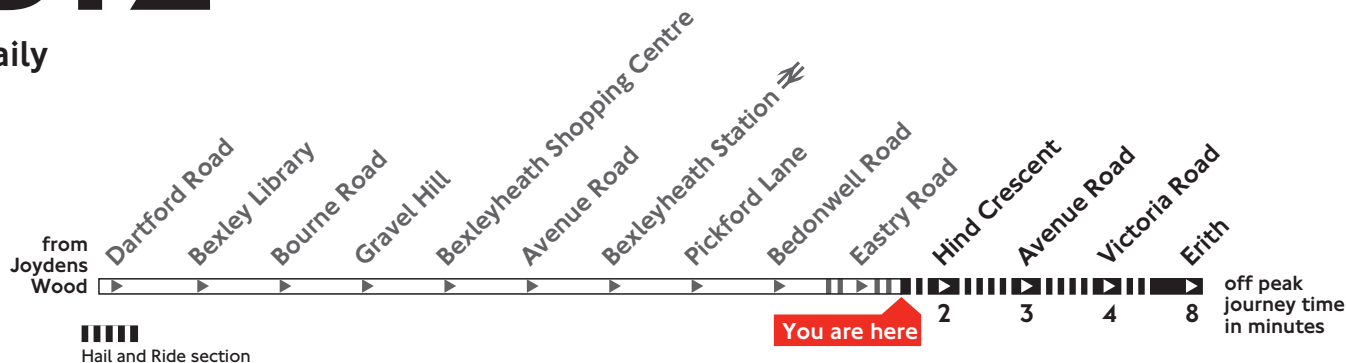 aily
from
Joydens
Wood
Dartford Road
Bexley Library
Bourne Road
Gravel Hill
Bexleyheath Shopping Centre
Avenue Road
Bexleyheath Station
Pickford Lane
Bedonwell Road
Eastry Road
Hind Crescent
Avenue Road
Victoria Road
Erith
You are here
2
3
4
8
off peak
journey time
in minutes
Hail and Ride section